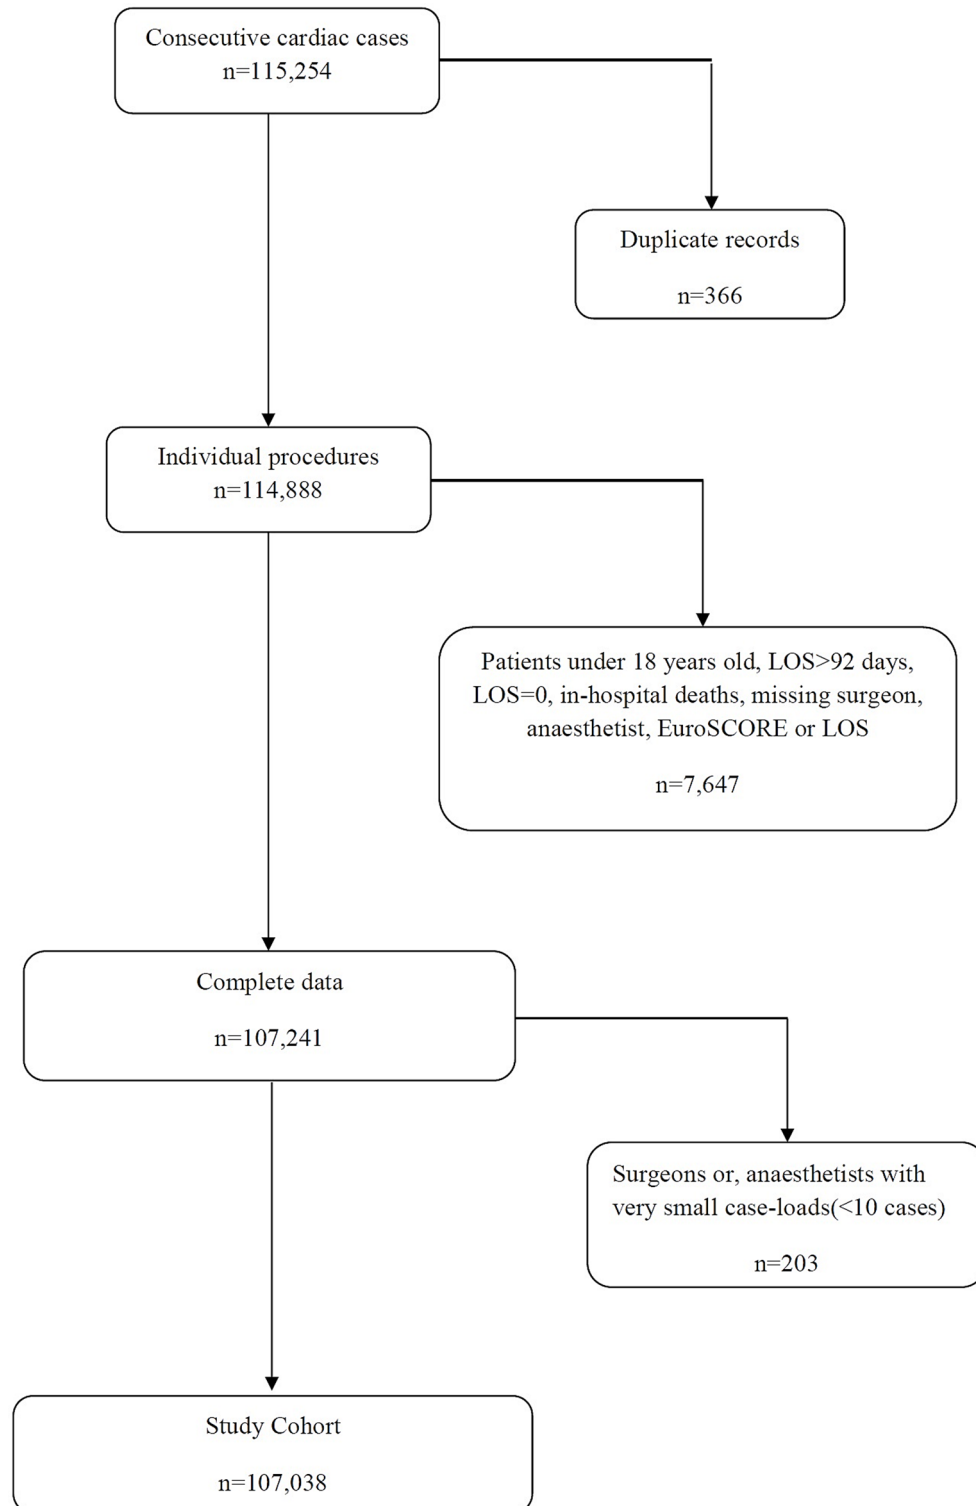 Consecutive cardiac cases
n=115,254
Duplicate records
n=366
Individual procedures
n=114,888
Patients under 18 years old, LOS>92 days,
LOS=0, in-hospital deaths, missing surgeon,
anaesthetist, EuroSCORE or LOS
n=7,647
Complete data
n=107,241
Surgeons or, anaesthetists with
very small case-loads(<10 cases)
n=203
Study Cohort
n=107,038